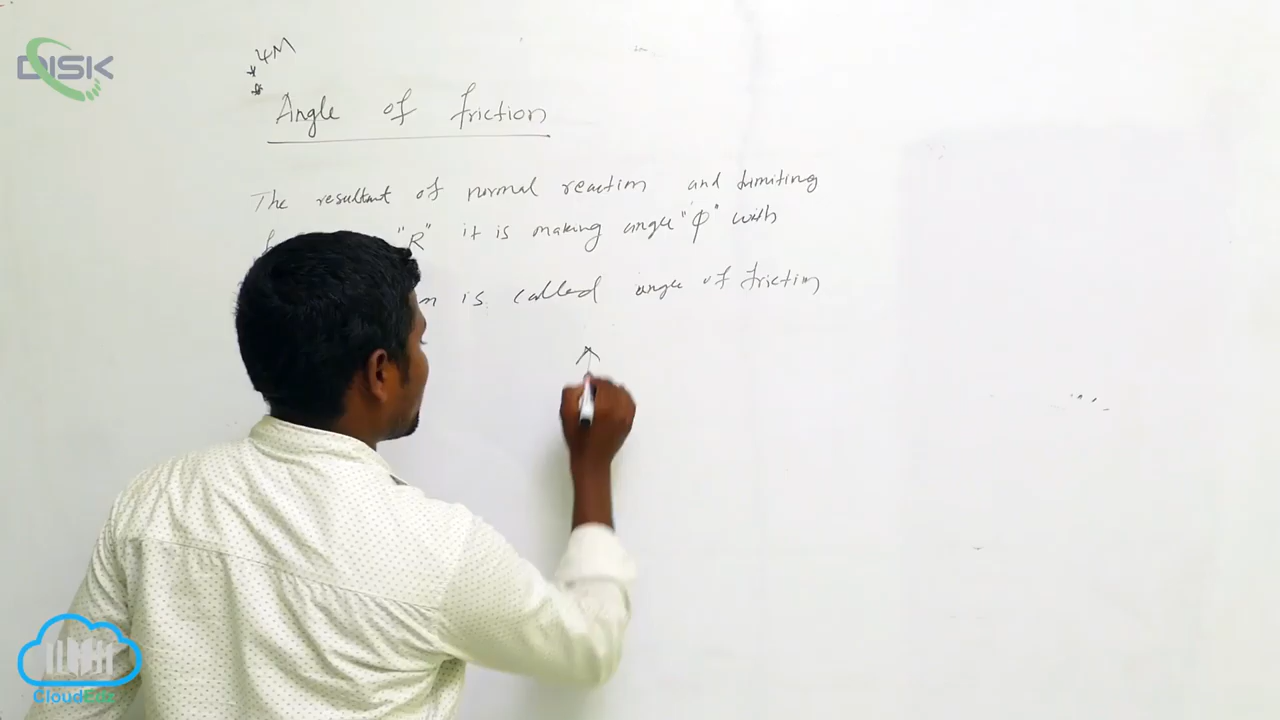 DISK
4M
Angle of friction
The resultant of normal reaction and limiting
"R" it is making angle "φ" with
is called angle of friction
CloudEdz